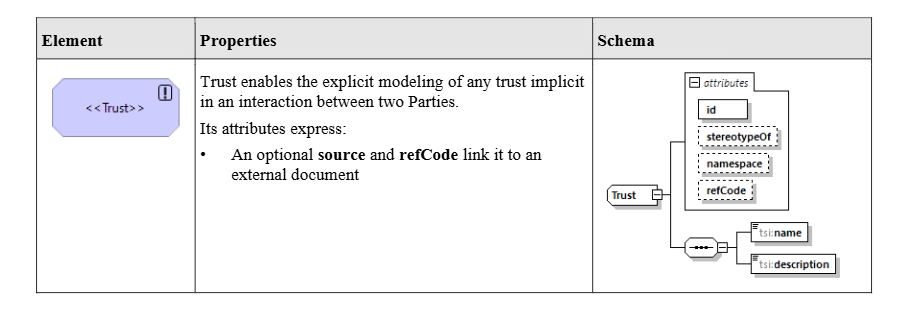 Element
Properties
Schema
<<Trust>>
!
Trust enables the explicit modeling of any trust implicit
in an interaction between two Parties.
Its attributes express:
• An optional source and refCode link it to an
external document
attributes
id
stereotypeOf
namespace
refCode
Trust
tsi:name
tsi:description